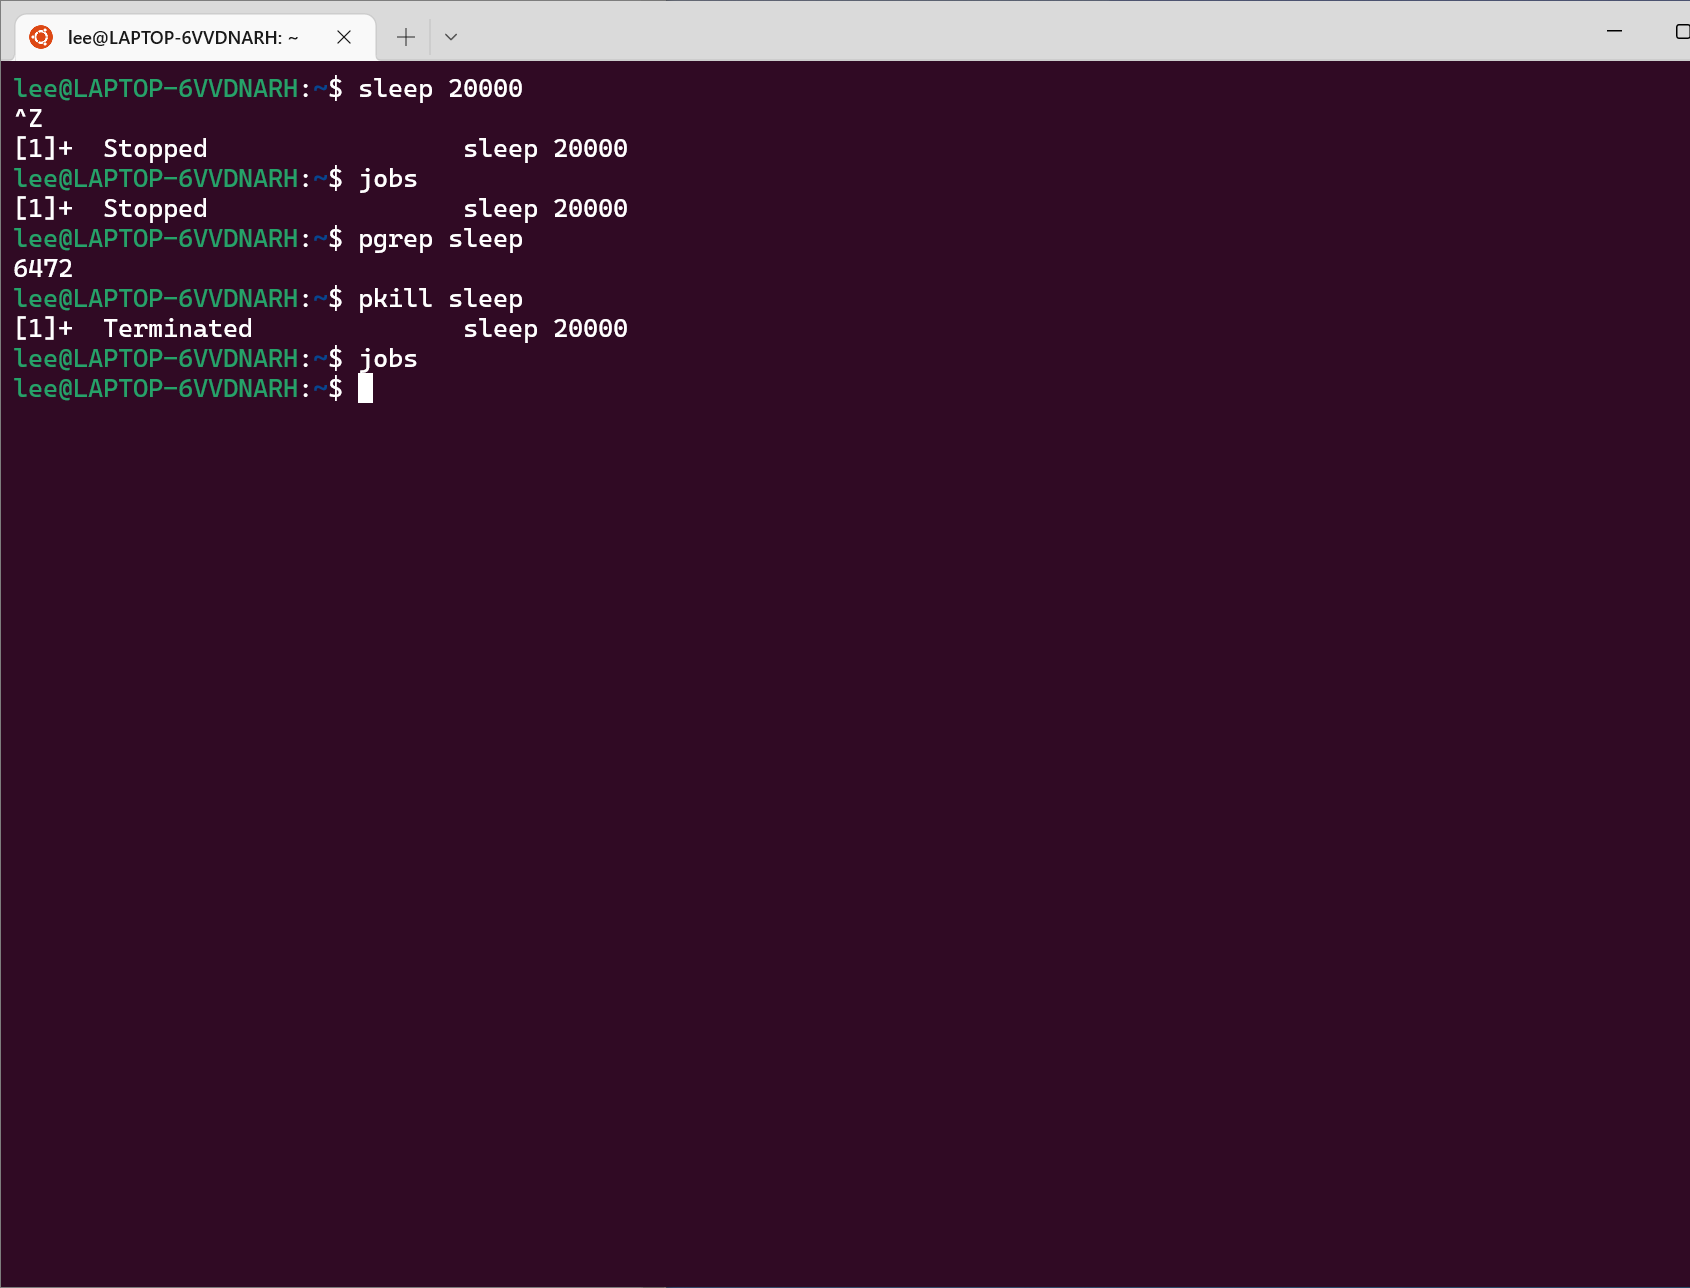 lee@LAPTOP-6VVDNARH: ~
lee@LAPTOP-6VVDNARH:~$ sleep 20000
^Z
[1]+  Stopped                 sleep 20000
lee@LAPTOP-6VVDNARH:~$ jobs
[1]+  Stopped                 sleep 20000
lee@LAPTOP-6VVDNARH:~$ pgrep sleep
6472
lee@LAPTOP-6VVDNARH:~$ pkill sleep
[1]+  Terminated              sleep 20000
lee@LAPTOP-6VVDNARH:~$ jobs
lee@LAPTOP-6VVDNARH:~$